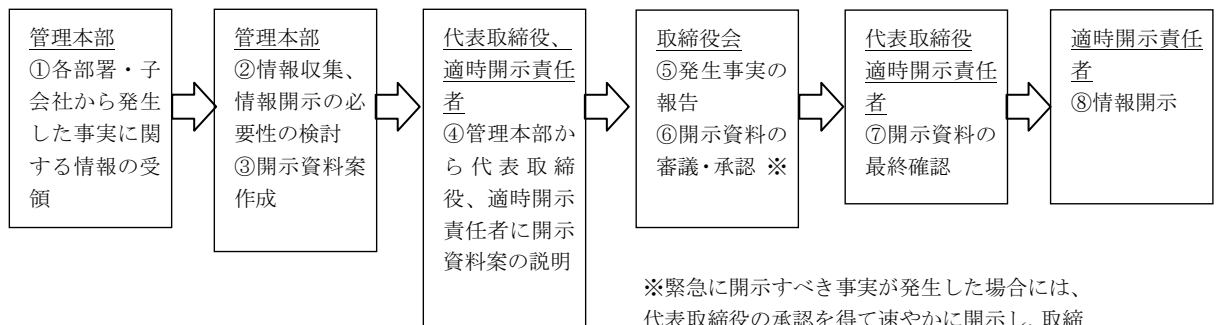 管理本部
①各部署・子
会社から発生
した事実に関
する情報の受
領
管理本部
②情報収集、
情報開示の必
要性の検討
③開示資料案
作成
代表取締役、
適時開示責任
者
④管理本部か
ら代表取締
役、適時開示
責任者に開示
資料案の説明
取締役会
⑤発生事実の
報告
⑥開示資料の
審議・承認 ※
代表取締役
適時開示責任
者
⑦開示資料の
最終確認
適時開示責任
者
⑧情報開示
※緊急に開示すべき事実が発生した場合には、
代表取締役の承認を得て速やかに開示し、取締